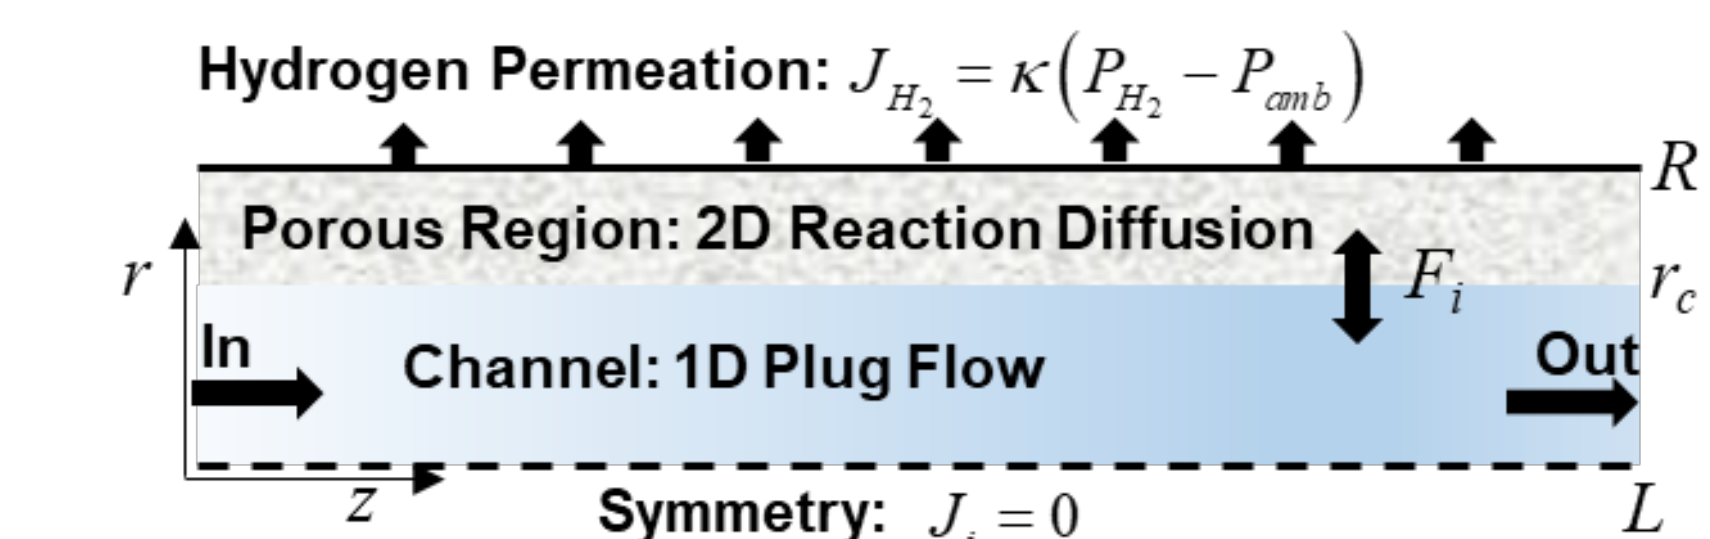 Hydrogen Permeation: J_{H_2} = κ(P_{H_2} − P_{amb})
R
Porous Region: 2D Reaction Diffusion
r
F_i
r_c
In
Channel: 1D Plug Flow
Out
z
Symmetry: J_i = 0
L